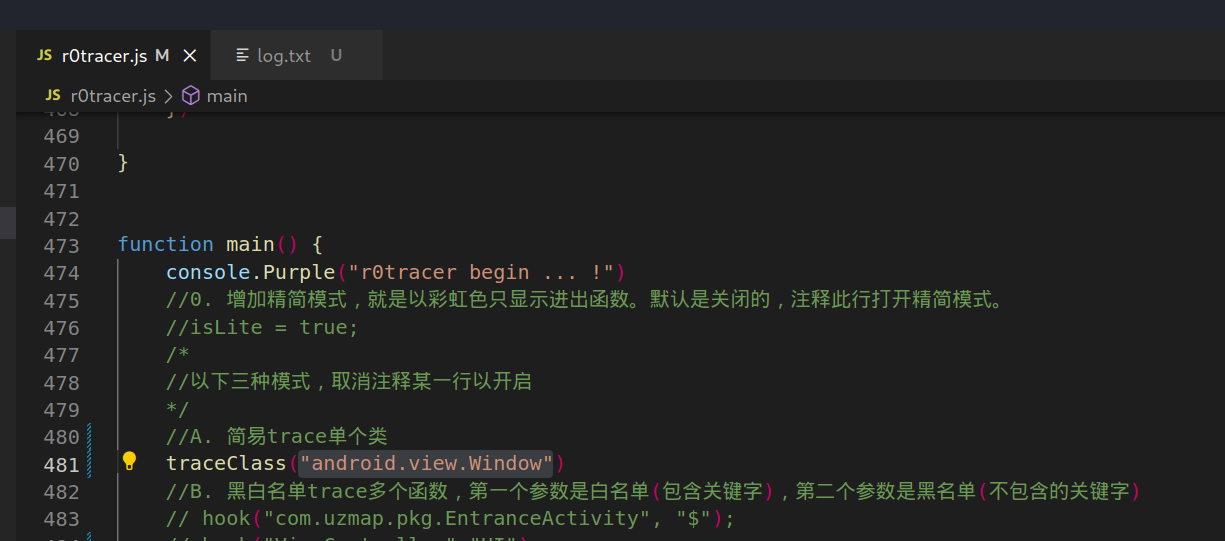 JS r0tracer.js M × log.txt U
JS r0tracer.js > main
469
470 }
471
472
473 function main() {
474 console.Purple("r0tracer begin ... !")
475 //0. 增加精简模式，就是以彩虹色只显示进出函数。默认是关闭的，注释此行打开精简模式。
476 //isLite = true;
477 /*
478 //以下三种模式，取消注释某一行以开启
479 */
480 //A. 简易trace单个类
481 traceClass("android.view.Window")
482 //B. 黑白名单trace多个函数，第一个参数是白名单(包含关键字)，第二个参数是黑名单(不包含的关键字)
483 // hook("com.uzmap.pkg.EntranceActivity", "$");